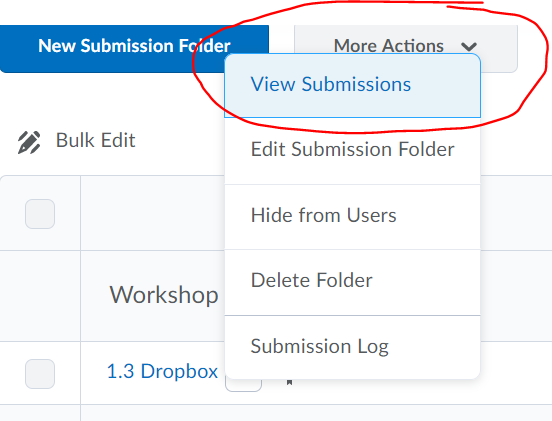 New Submission Folder
More Actions
View Submissions
Bulk Edit
Edit Submission Folder
Hide from Users
Delete Folder
Workshop
Submission Log
1.3 Dropbox